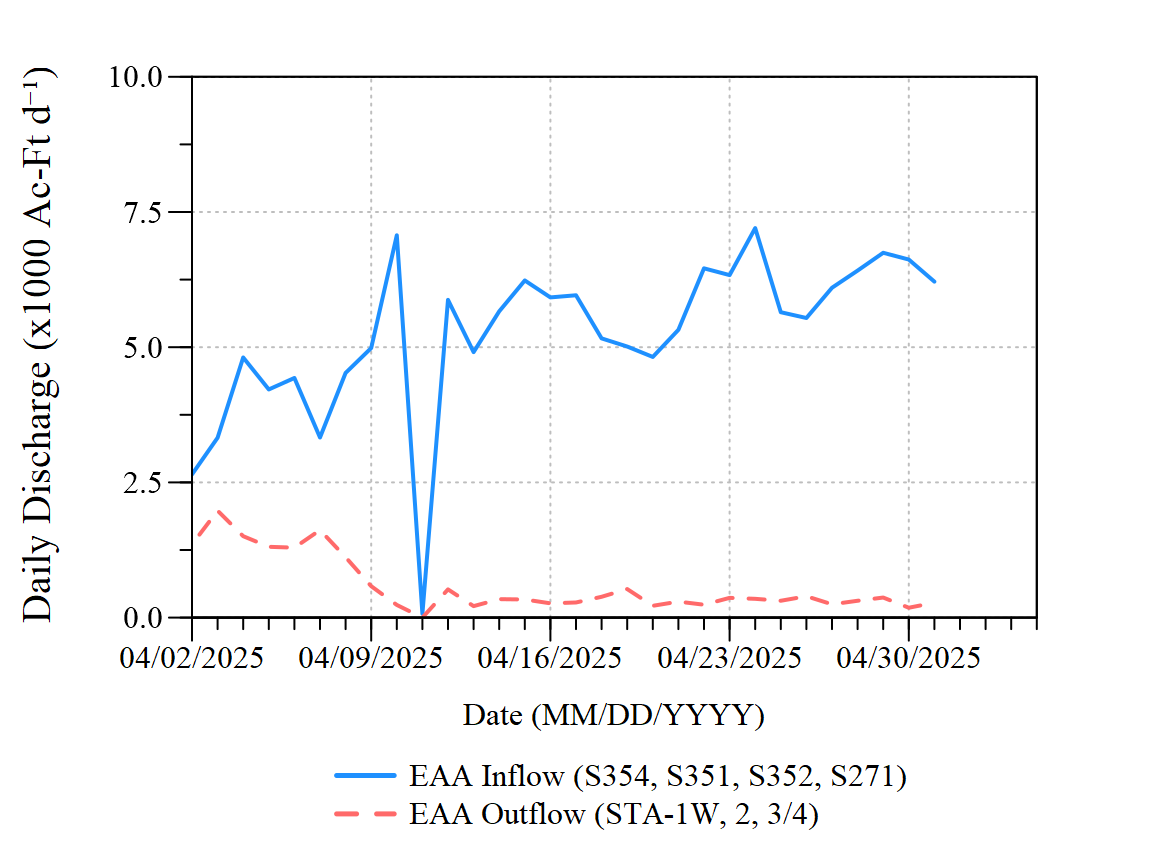 Daily Discharge (x1000 Ac-Ft d⁻¹)
10.0
7.5
5.0
2.5
0.0
04/02/2025 04/09/2025 04/16/2025 04/23/2025 04/30/2025
Date (MM/DD/YYYY)
EAA Inflow (S354, S351, S352, S271)
EAA Outflow (STA-1W, 2, 3/4)